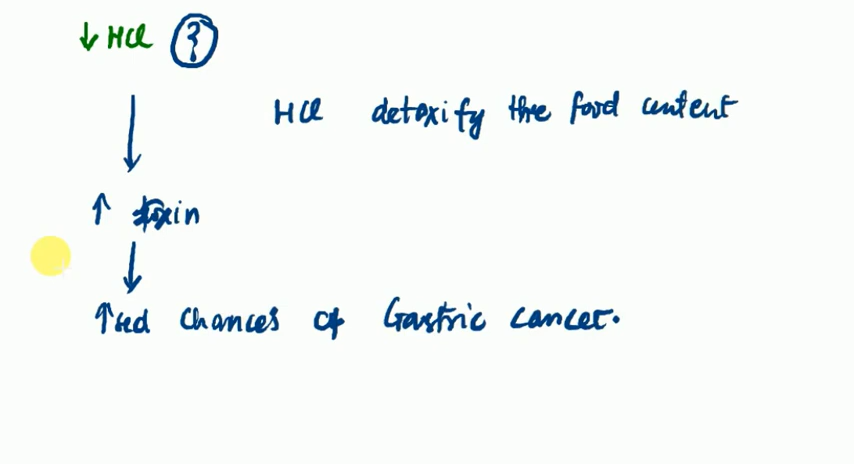 ↓ HCl ?
HCl detoxify the food content
↑ toxin
↑sed chances of Gastric cancer.